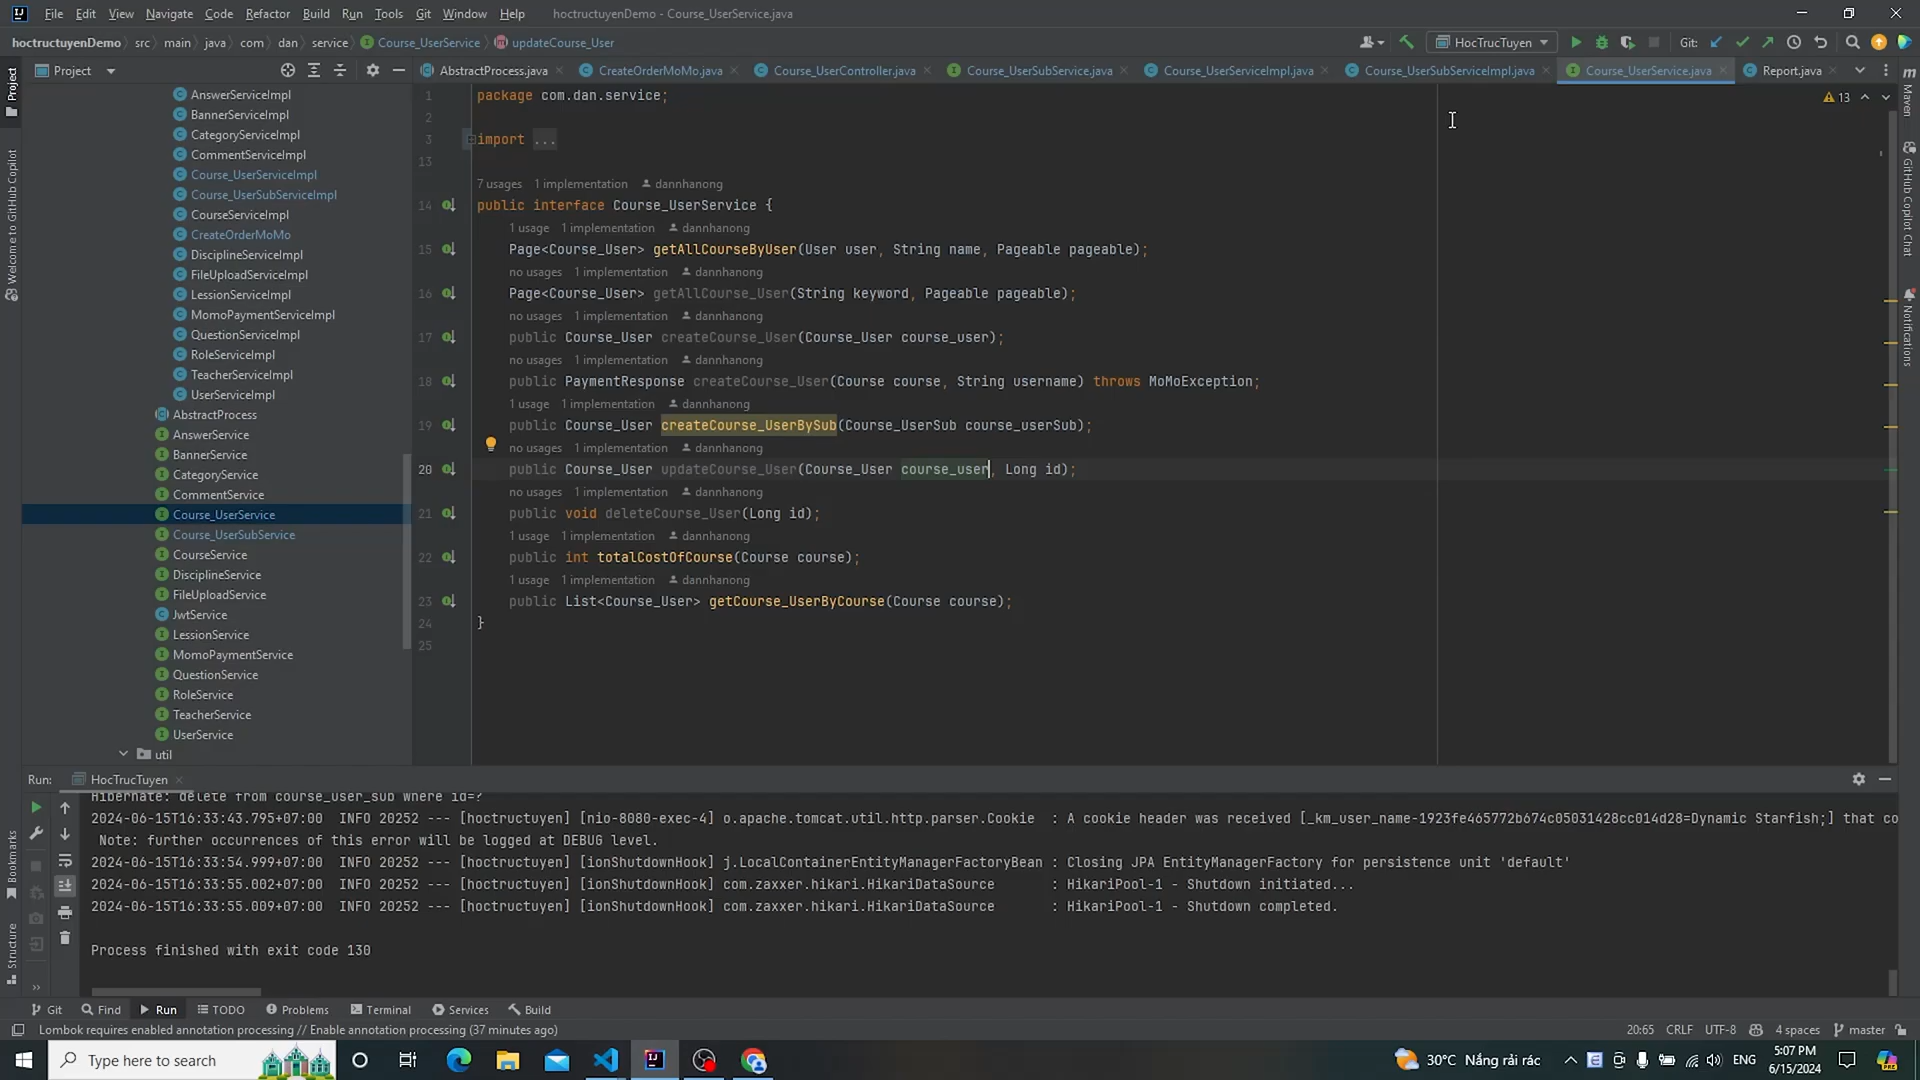 File Edit View Navigate Code Refactor Build Run Tools Git Window Help hoctructuyenDemo - Course_UserService.java
hoctructuyenDemo src main java com dan service Course_UserService updateCourse_User HocTrucTuyen Git:
Project AbstractProcess.java CreateOrderMoMo.java Course_UserController.java Course_UserSubService.java Course_UserServiceImpl.java Course_UserSubServiceImpl.java Course_UserService.java Report.java
Project
Welcome to GitHub Copilot
Bookmarks
Structure
AnswerServiceImpl
BannerServiceImpl
CategoryServiceImpl
CommentServiceImpl
Course_UserServiceImpl
Course_UserSubServiceImpl
CourseServiceImpl
CreateOrderMoMo
DisciplineServiceImpl
FileUploadServiceImpl
LessionServiceImpl
MomoPaymentServiceImpl
QuestionServiceImpl
RoleServiceImpl
TeacherServiceImpl
UserServiceImpl
AbstractProcess
AnswerService
BannerService
CategoryService
CommentService
Course_UserService
Course_UserSubService
CourseService
DisciplineService
FileUploadService
JwtService
LessionService
MomoPaymentService
QuestionService
RoleService
TeacherService
UserService
util
1 package com.dan.service;
2
3 import ...
13
7 usages 1 implementation dannhanong
14 public interface Course_UserService {
1 usage 1 implementation dannhanong
15 Page<Course_User> getAllCourseByUser(User user, String name, Pageable pageable);
no usages 1 implementation dannhanong
16 Page<Course_User> getAllCourse_User(String keyword, Pageable pageable);
no usages 1 implementation dannhanong
17 public Course_User createCourse_User(Course_User course_user);
no usages 1 implementation dannhanong
18 public PaymentResponse createCourse_User(Course course, String username) throws MoMoException;
1 usage 1 implementation dannhanong
19 public Course_User createCourse_UserBySub(Course_UserSub course_userSub);
no usages 1 implementation dannhanong
20 public Course_User updateCourse_User(Course_User course_user, Long id);
no usages 1 implementation dannhanong
21 public void deleteCourse_User(Long id);
1 usage 1 implementation dannhanong
22 public int totalCostOfCourse(Course course);
1 usage 1 implementation dannhanong
23 public List<Course_User> getCourse_UserByCourse(Course course);
24 }
25
13
Maven
GitHub Copilot Chat
Notifications
Run: HocTrucTuyen
Hibernate: delete from course_user_sub where id=?
2024-06-15T16:33:43.795+07:00 INFO 20252 --- [hoctructuyen] [nio-8080-exec-4] o.apache.tomcat.util.http.parser.Cookie : A cookie header was received [_km_user_name-1923fe465772b674c05031428cc014d28=Dynamic Starfish;] that co
Note: further occurrences of this error will be logged at DEBUG level.
2024-06-15T16:33:54.999+07:00 INFO 20252 --- [hoctructuyen] [ionShutdownHook] j.LocalContainerEntityManagerFactoryBean : Closing JPA EntityManagerFactory for persistence unit 'default'
2024-06-15T16:33:55.002+07:00 INFO 20252 --- [hoctructuyen] [ionShutdownHook] com.zaxxer.hikari.HikariDataSource : HikariPool-1 - Shutdown initiated...
2024-06-15T16:33:55.009+07:00 INFO 20252 --- [hoctructuyen] [ionShutdownHook] com.zaxxer.hikari.HikariDataSource : HikariPool-1 - Shutdown completed.
Process finished with exit code 130
Git Find Run TODO Problems Terminal Services Build
Lombok requires enabled annotation processing // Enable annotation processing (37 minutes ago) 20:65 CRLF UTF-8 4 spaces master
Type here to search 30°C Nắng rải rác ENG 5:07 PM
6/15/2024